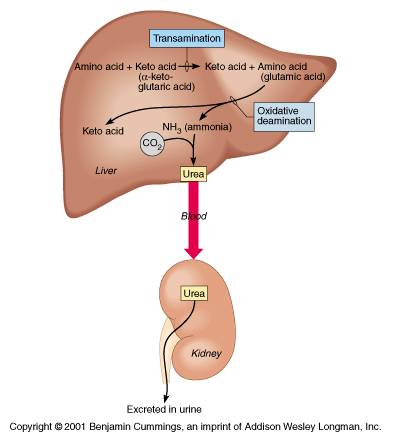 Transamination
Amino acid + Keto acid Keto acid + Amino acid
(α-keto-
glutaric acid)
(glutamic acid)
Oxidative
deamination
Keto acid
NH3 (ammonia)
CO2
Liver
Urea
Blood
Urea
Kidney
Excreted in urine
Copyright © 2001 Benjamin Cummings, an imprint of Addison Wesley Longman, Inc.